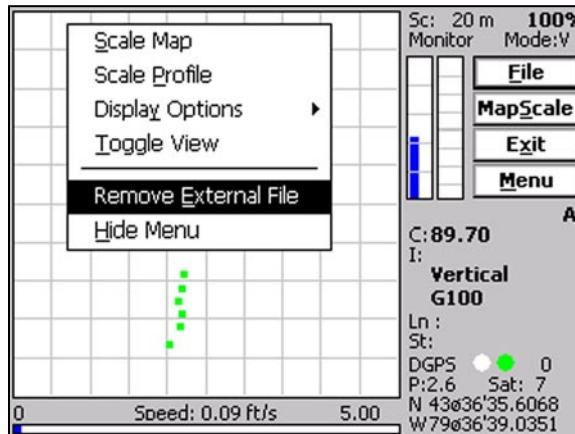 Scale Map
Scale Profile
Display Options
Toggle View
Remove External File
Hide Menu
0 Speed: 0.09 ft/s 5.00
Sc: 20 m 100%
Monitor Mode:V
File
MapScale
Exit
Menu
A
C:89.70
I:
Vertical
G100
Ln :
St:
DGPS 0
P:2.6 Sat: 7
N 43ø36'35.6068
W79ø36'39.0351